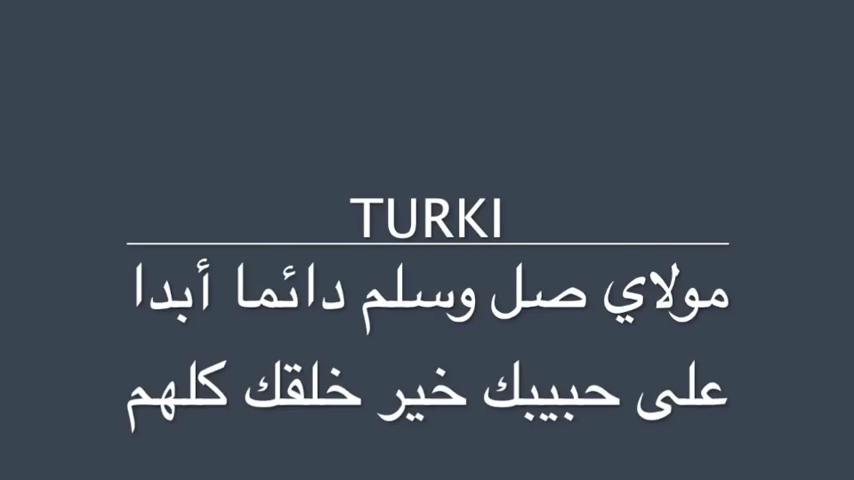 TURKI
مولاي صل وسلم دائما أبدا
على حبيبك خير خلقك كلهم